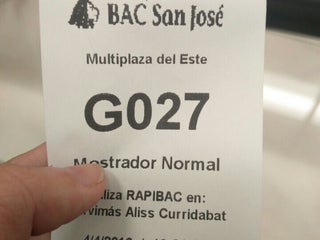 BAC San José
Multiplaza del Este
G027
Mostrador Normal
RAPIBAC en:
Aliss Curridabat